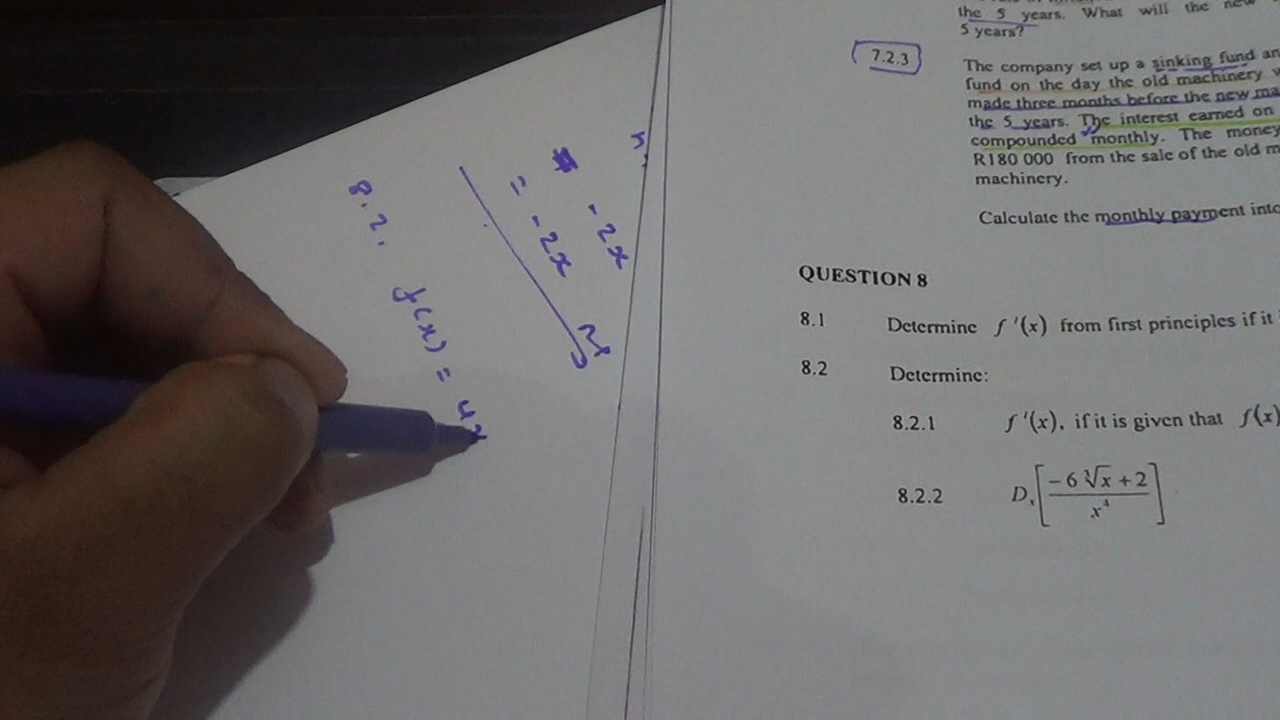 the 5 years. What will the new
5 years?
7.2.3
The company set up a sinking fund an
fund on the day the old machinery
made three months before the new ma
the 5 years. The interest earned on
compounded monthly. The money
R180 000 from the sale of the old m
machinery.
Calculate the monthly payment into
QUESTION 8
8.1 Determine f '(x) from first principles if it
8.2 Determine:
8.2.1 f '(x), if it is given that f(x)
8.2.2 Dₓ[(-6∛x + 2)/x⁴]
-2x
= -2x
8.2. f(x) = 4x